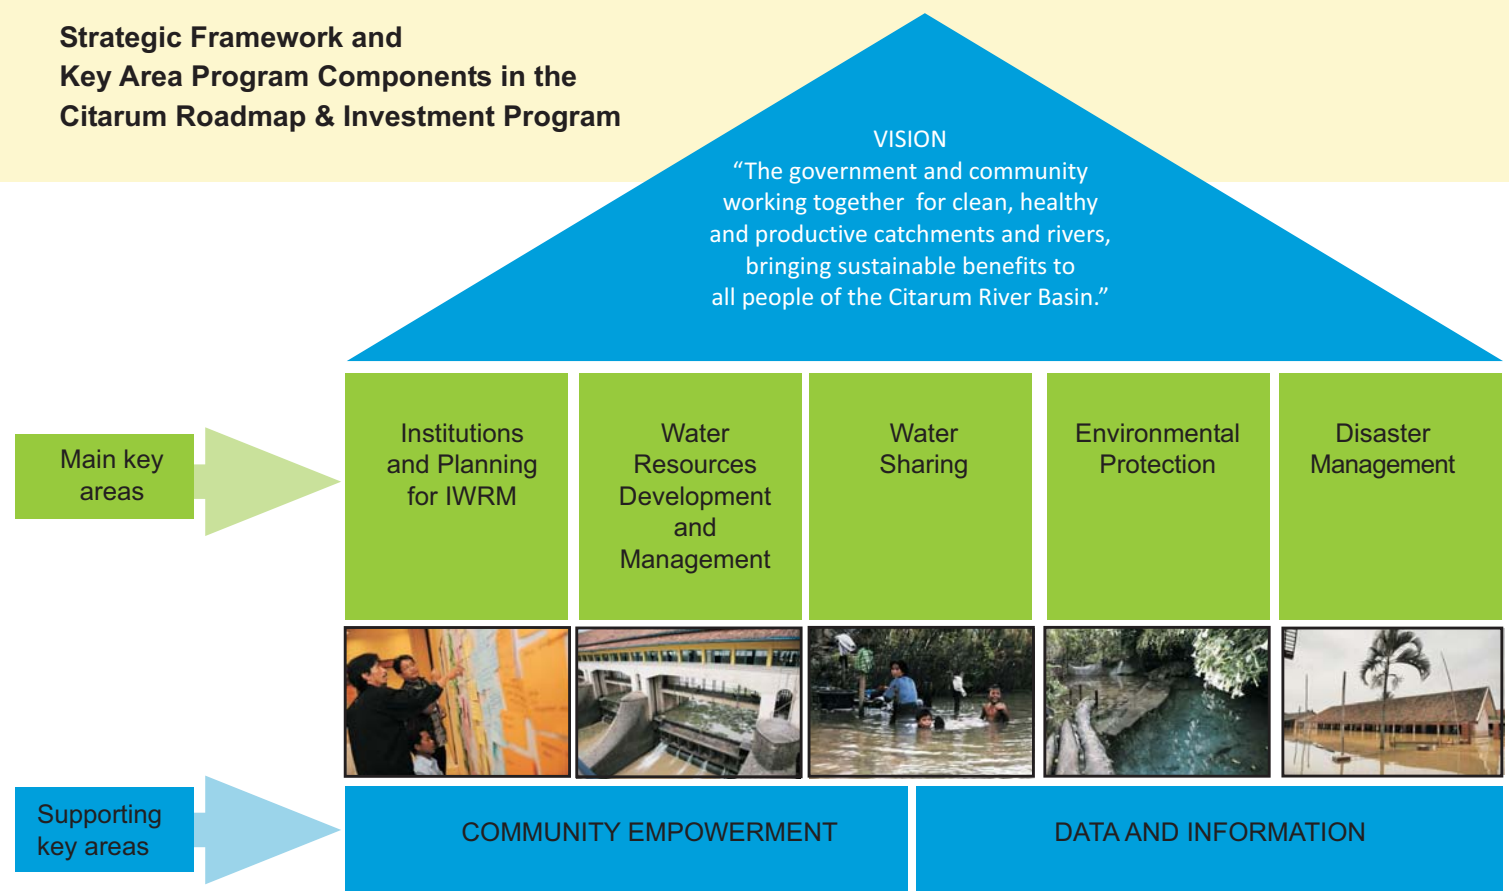 Strategic Framework and
Key Area Program Components in the
Citarum Roadmap & Investment Program
VISION
“The government and community
working together for clean, healthy
and productive catchments and rivers,
bringing sustainable benefits to
all people of the Citarum River Basin.”
Main key
areas
Institutions
and Planning
for IWRM
Water
Resources
Development
and
Management
Water
Sharing
Environmental
Protection
Disaster
Management
Supporting
key areas
COMMUNITY EMPOWERMENT
DATA AND INFORMATION